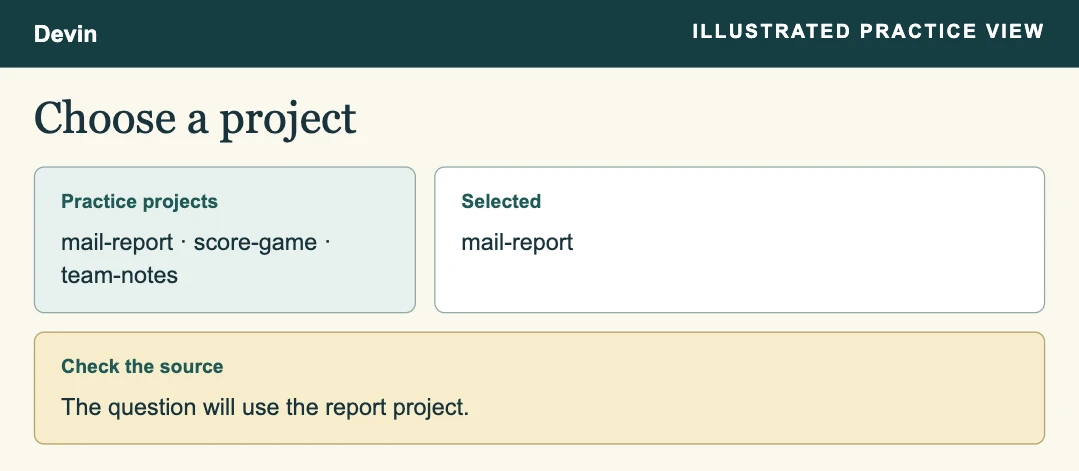 Devin
ILLUSTRATED PRACTICE VIEW
Choose a project
Practice projects
mail-report · score-game ·
team-notes
Selected
mail-report
Check the source
The question will use the report project.